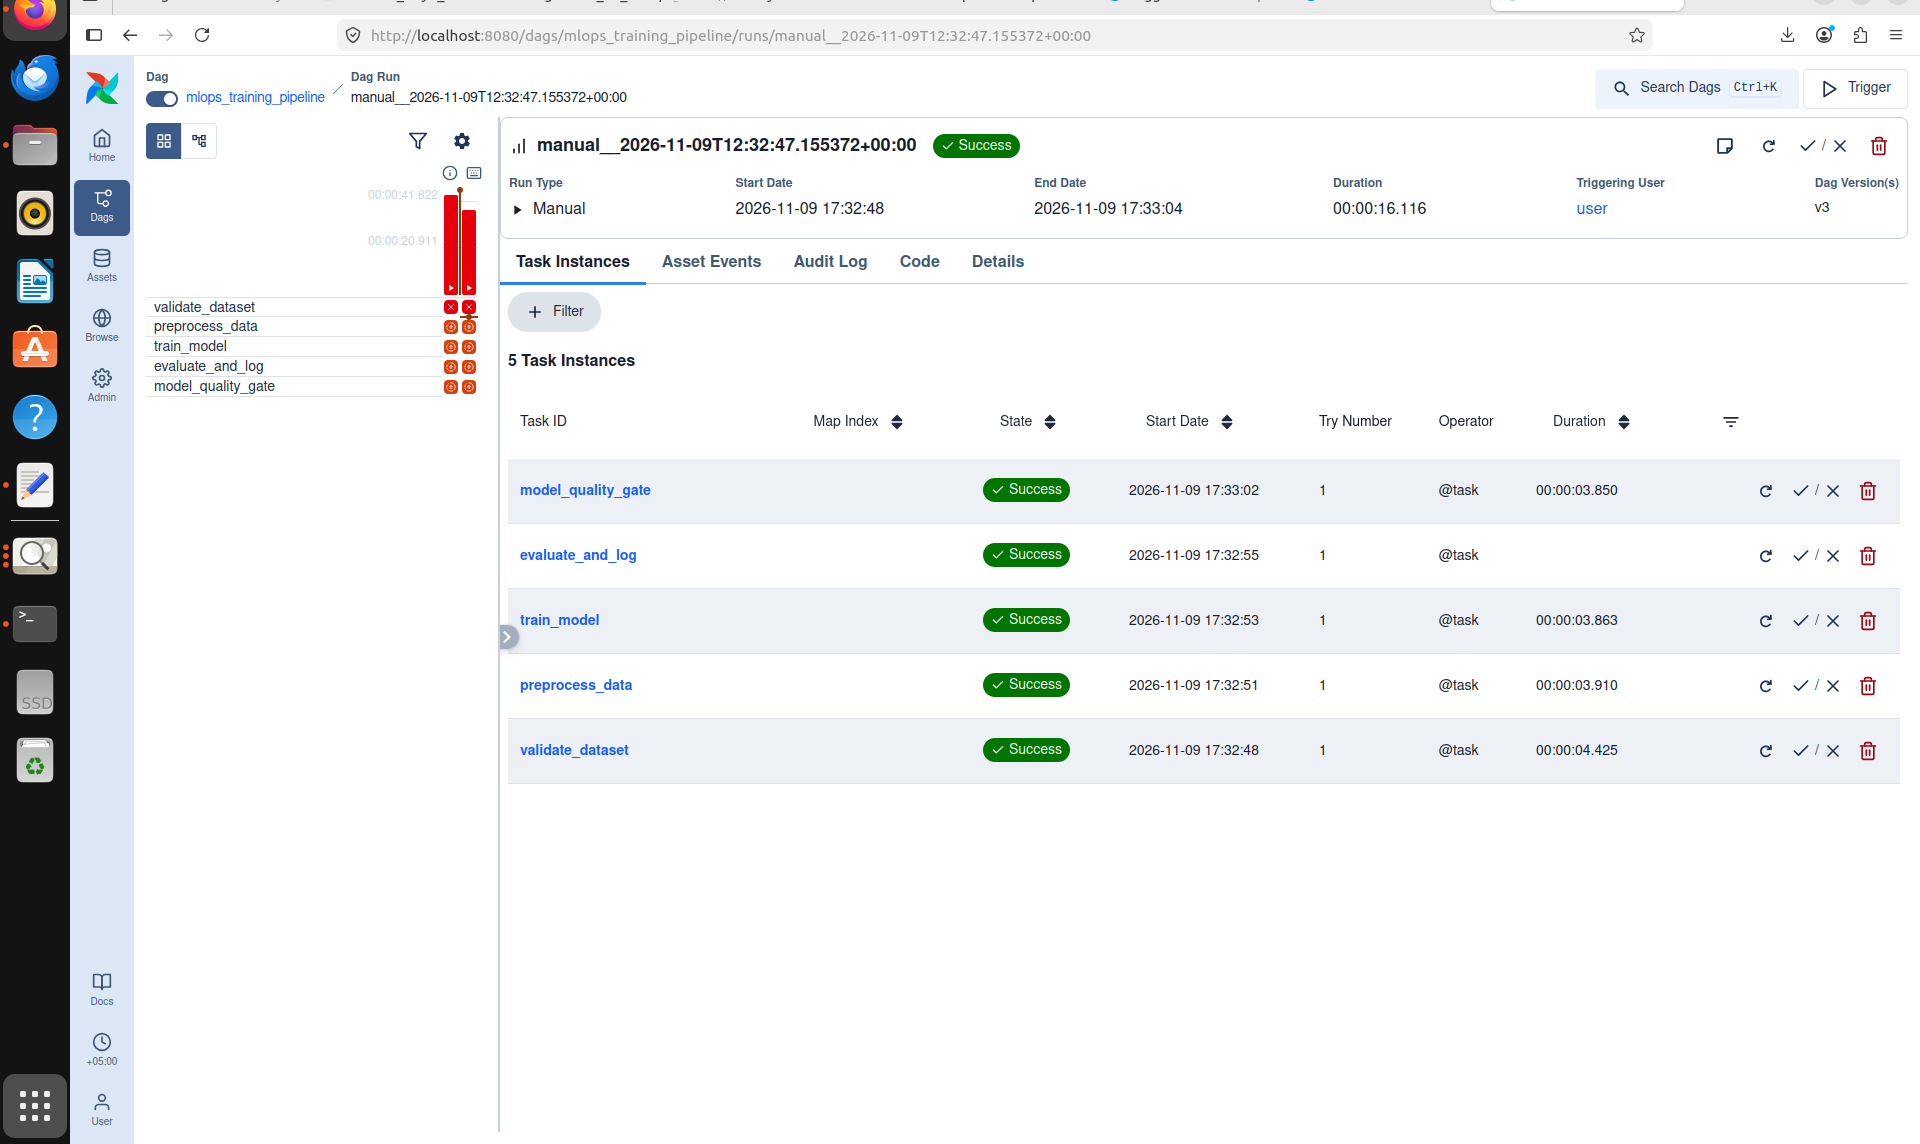 http://localhost:8080/dags/mlops_training_pipeline/runs/manual__2026-11-09T12:32:47.155372+00:00
Dag
mlops_training_pipeline
Dag Run
manual__2026-11-09T12:32:47.155372+00:00
Search Dags Ctrl+K
Trigger
Home
Dags
Assets
Browse
Admin
Docs
+05:00
User
00:00:41.822
00:00:20.911
validate_dataset
preprocess_data
train_model
evaluate_and_log
model_quality_gate
manual__2026-11-09T12:32:47.155372+00:00 Success
Run Type Start Date End Date Duration Triggering User Dag Version(s)
Manual 2026-11-09 17:32:48 2026-11-09 17:33:04 00:00:16.116 user v3
Task Instances Asset Events Audit Log Code Details
Filter
5 Task Instances
Task ID Map Index State Start Date Try Number Operator Duration
model_quality_gate Success 2026-11-09 17:33:02 1 @task 00:00:03.850
evaluate_and_log Success 2026-11-09 17:32:55 1 @task
train_model Success 2026-11-09 17:32:53 1 @task 00:00:03.863
preprocess_data Success 2026-11-09 17:32:51 1 @task 00:00:03.910
validate_dataset Success 2026-11-09 17:32:48 1 @task 00:00:04.425
SSD